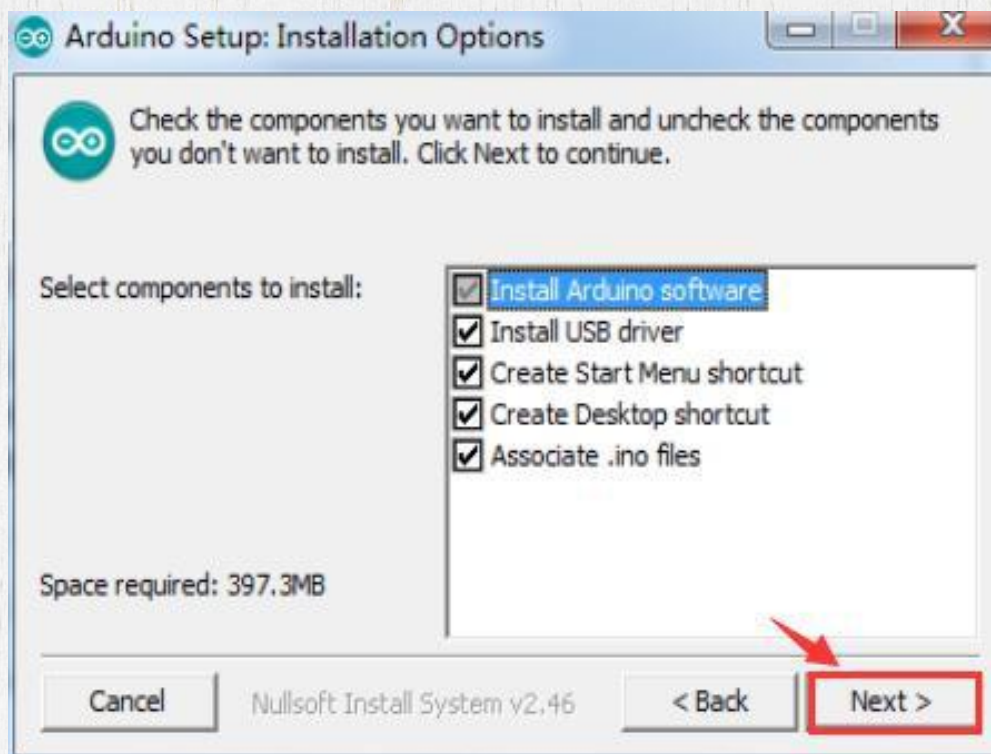 Arduino Setup: Installation Options
Check the components you want to install and uncheck the components
you don't want to install. Click Next to continue.
Select components to install:
Install Arduino software
Install USB driver
Create Start Menu shortcut
Create Desktop shortcut
Associate .ino files
Space required: 397.3MB
Cancel
Nullsoft Install System v2.46
< Back
Next >